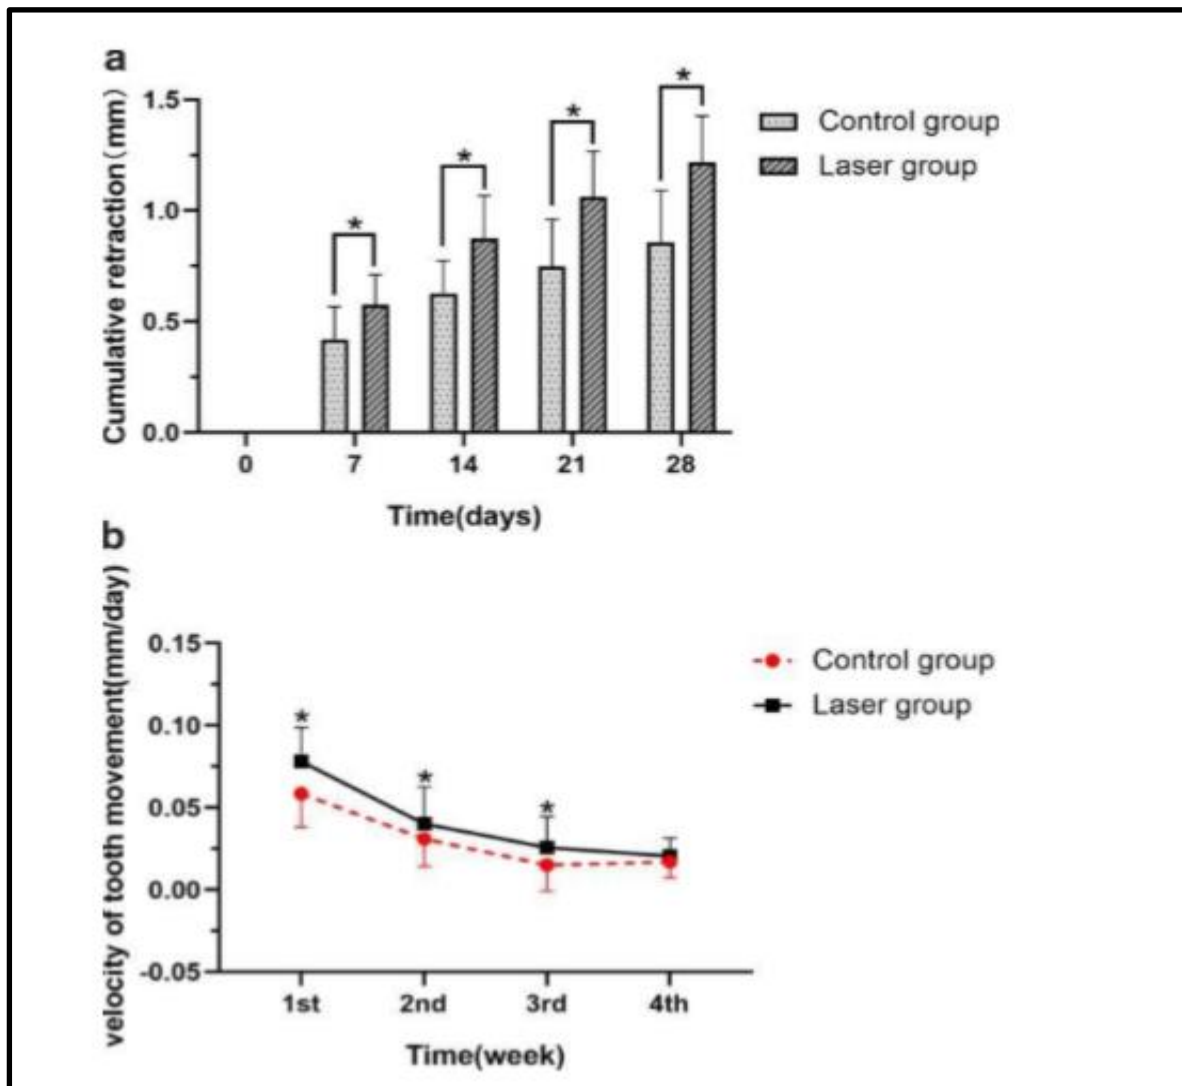 a
Cumulative retraction(mm)
1.5
1.0
0.5
0.0
* * * *
0 7 14 21 28
Time(days)
Control group
Laser group
b
velocity of tooth movement(mm/day)
0.15
0.10
0.05
0.00
-0.05
* * *
1st 2nd 3rd 4th
Time(week)
Control group
Laser group